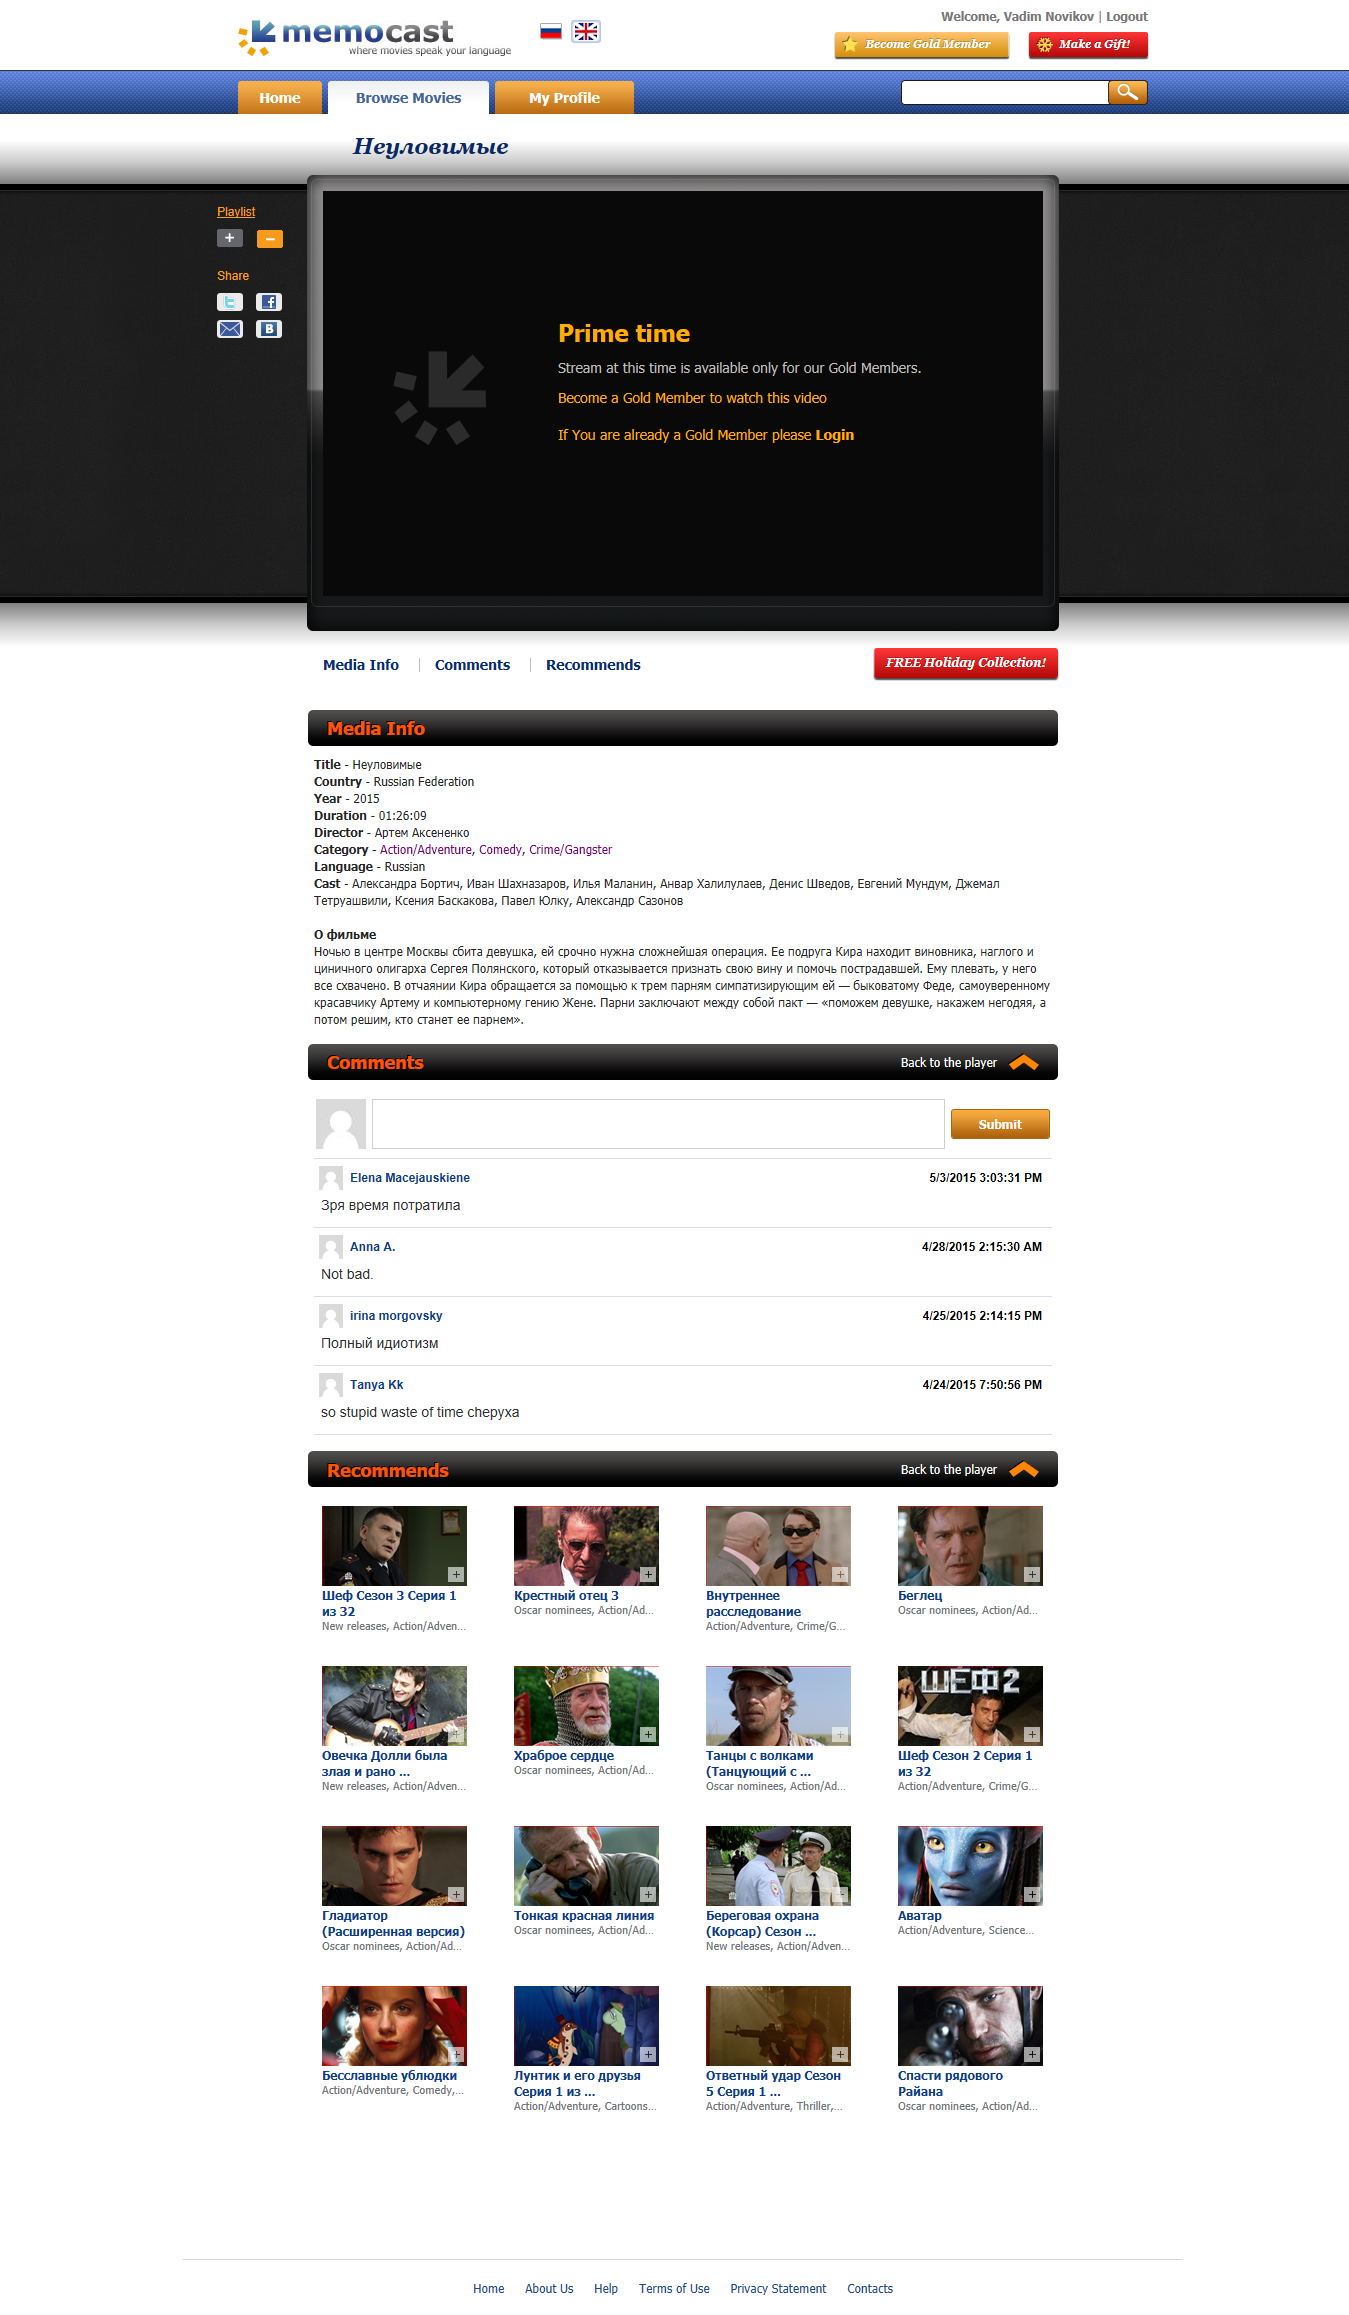 memocast
where movies speak your language
Welcome, Vadim Novikov | Logout
Become Gold Member
Make a Gift!
Home
Browse Movies
My Profile
Неуловимые
Playlist
Share
Prime time
Stream at this time is available only for our Gold Members.
Become a Gold Member to watch this video
If You are already a Gold Member please Login
Media Info
Comments
Recommends
FREE Holiday Collection!
Media Info
Title - Неуловимые
Country - Russian Federation
Year - 2015
Duration - 01:26:09
Director - Артем Аксененко
Category - Action/Adventure, Comedy, Crime/Gangster
Language - Russian
Cast - Александра Бортич, Иван Шахназаров, Илья Маланин, Анвар Халилулаев, Денис Шведов, Евгений Мундум, Джемал
Тетруашвили, Ксения Баскакова, Павел Юлку, Александр Сазонов
О фильме
Ночью в центре Москвы сбита девушка, ей срочно нужна сложнейшая операция. Ее подруга Кира находит виновника, наглого и
циничного олигарха Сергея Полянского, который отказывается признать свою вину и помочь пострадавшей. Ему плевать, у него
все схвачено. В отчаянии Кира обращается за помощью к трем парням симпатизирующим ей — быковатому Феде, самоуверенному
красавчику Артему и компьютерному гению Жене. Парни заключают между собой пакт — «поможем девушке, накажем негодяя, а
потом решим, кто станет ее парнем».
Comments
Back to the player
Submit
Elena Macejauskiene
5/3/2015 3:03:31 PM
Зря время потратила
Anna A.
4/28/2015 2:15:30 AM
Not bad.
irina morgovsky
4/25/2015 2:14:15 PM
Полный идиотизм
Tanya Kk
4/24/2015 7:50:56 PM
so stupid waste of time chepyxa
Recommends
Back to the player
Шеф Сезон 3 Серия 1
из 32
New releases, Action/Adven...
Крестный отец 3
Oscar nominees, Action/Ad...
Внутреннее
расследование
Action/Adventure, Crime/G...
Беглец
Oscar nominees, Action/Ad...
Овечка Долли была
злая и рано ...
New releases, Action/Adven...
Храброе сердце
Oscar nominees, Action/Ad...
Танцы с волками
(Танцующий с ...
Oscar nominees, Action/Ad...
ШЕФ 2
Шеф Сезон 2 Серия 1
из 32
Action/Adventure, Crime/G...
Гладиатор
(Расширенная версия)
Oscar nominees, Action/Ad...
Тонкая красная линия
Oscar nominees, Action/Ad...
Береговая охрана
(Корсар) Сезон ...
New releases, Action/Adven...
Аватар
Action/Adventure, Science...
Бесславные ублюдки
Action/Adventure, Comedy,...
Лунтик и его друзья
Серия 1 из ...
Action/Adventure, Cartoons...
Ответный удар Сезон
5 Серия 1 ...
Action/Adventure, Thriller,...
Спасти рядового
Райана
Oscar nominees, Action/Ad...
Home
About Us
Help
Terms of Use
Privacy Statement
Contacts